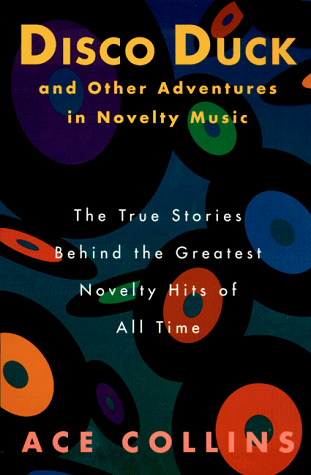 Disco Duck
and Other Adventures
in Novelty Music
The True Stories
Behind the Greatest
Novelty Hits of
All Time
ACE COLLINS